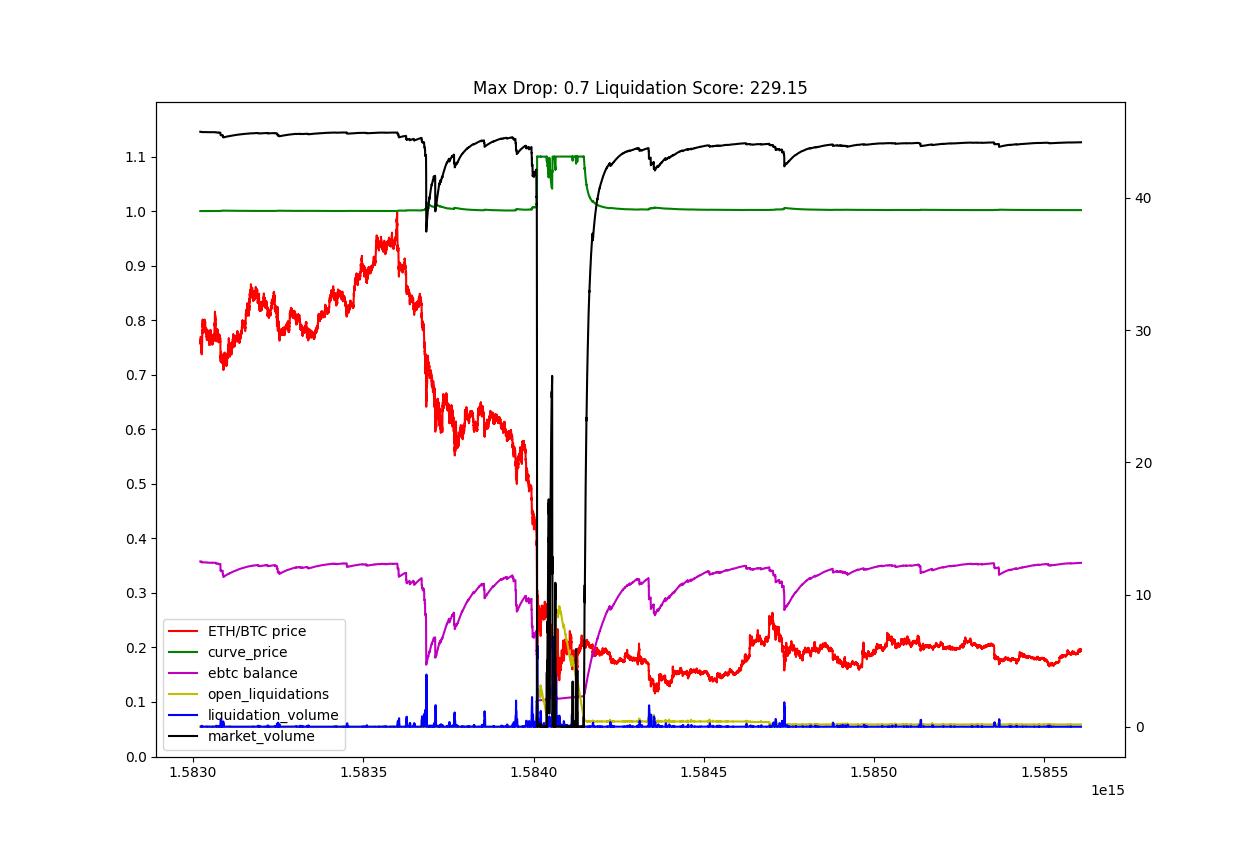 Max Drop: 0.7 Liquidation Score: 229.15
1.1
1.0
0.9
0.8
0.7
0.6
0.5
0.4
0.3
0.2
0.1
0.0
40
30
20
10
0
ETH/BTC price
curve_price
ebtc balance
open_liquidations
liquidation_volume
market_volume
1.5830
1.5835
1.5840
1.5845
1.5850
1.5855
1e15